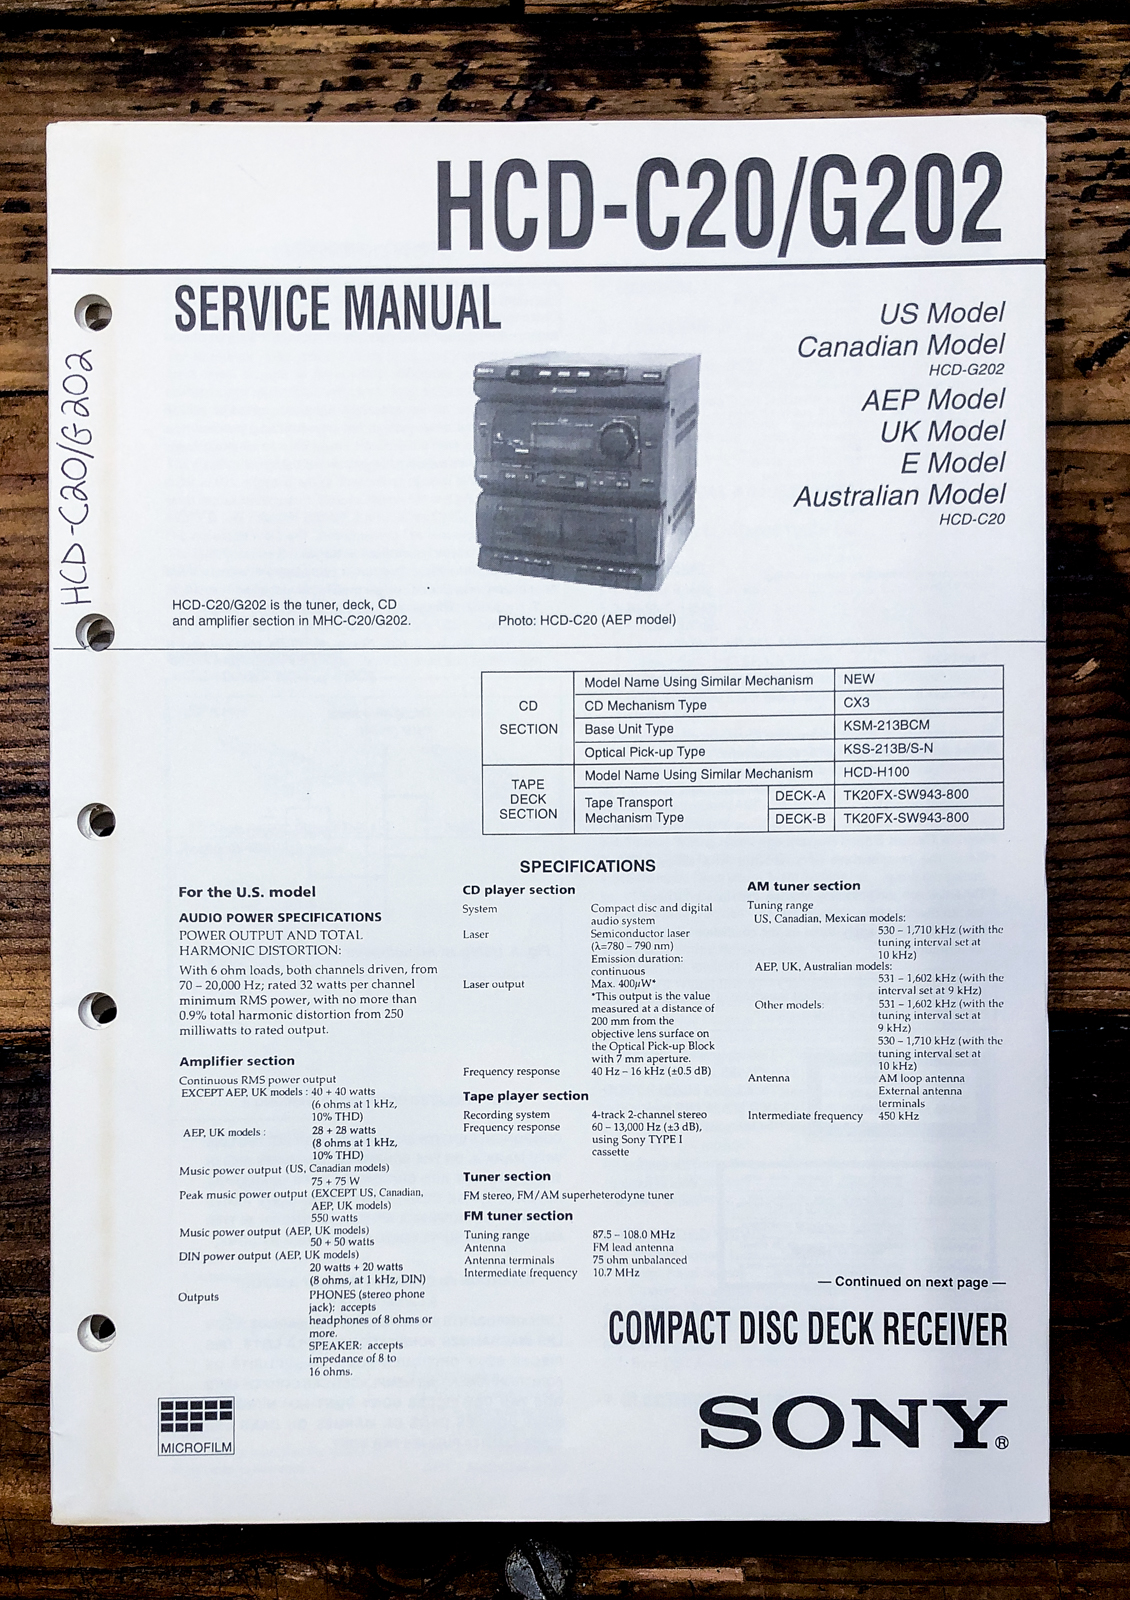 HCD-C20/G202
SERVICE MANUAL
US Model
Canadian Model
HCD-G202
AEP Model
UK Model
E Model
Australian Model
HCD-C20
HCD-C20/G202
SONY
HCD-C20/G202 is the tuner, deck, CD
and amplifier section in MHC-C20/G202.
Photo: HCD-C20 (AEP model)
CD
SECTION
Model Name Using Similar Mechanism NEW
CD Mechanism Type CX3
Base Unit Type KSM-213BCM
Optical Pick-up Type KSS-213B/S-N
TAPE
DECK
SECTION
Model Name Using Similar Mechanism HCD-H100
Tape Transport
Mechanism Type
DECK-A TK20FX-SW943-800
DECK-B TK20FX-SW943-800
SPECIFICATIONS
For the U.S. model
AUDIO POWER SPECIFICATIONS
POWER OUTPUT AND TOTAL
HARMONIC DISTORTION:
With 6 ohm loads, both channels driven, from
70 – 20,000 Hz; rated 32 watts per channel
minimum RMS power, with no more than
0.9% total harmonic distortion from 250
milliwatts to rated output.
Amplifier section
Continuous RMS power output
EXCEPT AEP, UK models : 40 + 40 watts
(6 ohms at 1 kHz,
10% THD)
AEP, UK models : 28 + 28 watts
(8 ohms at 1 kHz,
10% THD)
Music power output (US, Canadian models)
75 + 75 W
Peak music power output (EXCEPT US, Canadian,
AEP, UK models)
550 watts
Music power output (AEP, UK models)
50 + 50 watts
DIN power output (AEP, UK models)
20 watts + 20 watts
(8 ohms, at 1 kHz, DIN)
Outputs PHONES (stereo phone
jack): accepts
headphones of 8 ohms or
more.
SPEAKER: accepts
impedance of 8 to
16 ohms.
CD player section
System Compact disc and digital
audio system
Laser Semiconductor laser
(λ=780 – 790 nm)
Emission duration:
continuous
Laser output Max. 400µW*
*This output is the value
measured at a distance of
200 mm from the
objective lens surface on
the Optical Pick-up Block
with 7 mm aperture.
Frequency response 40 Hz – 16 kHz (±0.5 dB)
Tape player section
Recording system 4-track 2-channel stereo
Frequency response 60 – 13,000 Hz (±3 dB),
using Sony TYPE I
cassette
Tuner section
FM stereo, FM/AM superheterodyne tuner
FM tuner section
Tuning range 87.5 – 108.0 MHz
Antenna FM lead antenna
Antenna terminals 75 ohm unbalanced
Intermediate frequency 10.7 MHz
AM tuner section
Tuning range
US, Canadian, Mexican models:
530 – 1,710 kHz (with the
tuning interval set at
10 kHz)
AEP, UK, Australian models:
531 – 1,602 kHz (with the
interval set at 9 kHz)
Other models: 531 – 1,602 kHz (with the
tuning interval set at
9 kHz)
530 – 1,710 kHz (with the
tuning interval set at
10 kHz)
Antenna AM loop antenna
External antenna
terminals
Intermediate frequency 450 kHz
— Continued on next page —
COMPACT DISC DECK RECEIVER
MICROFILM
SONY®